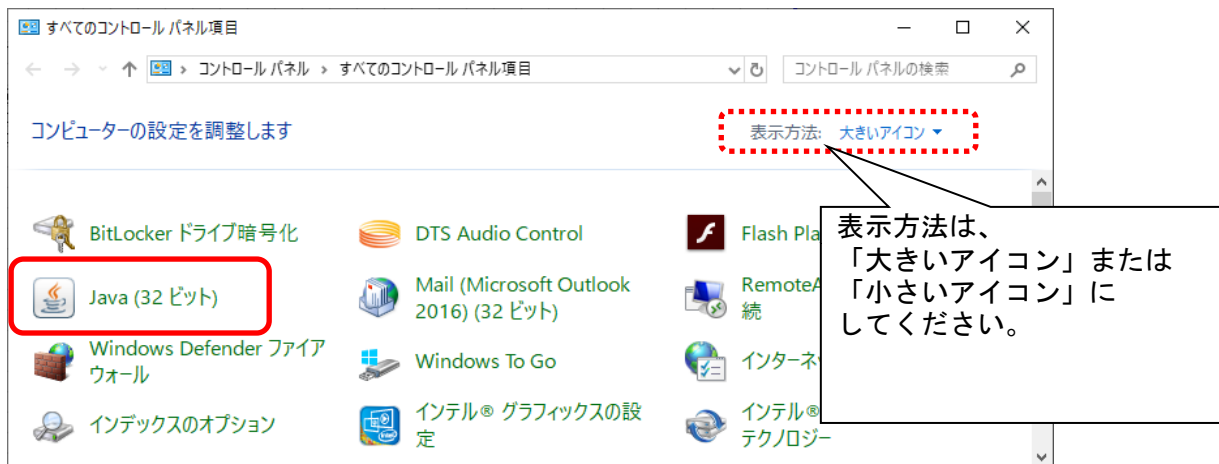 すべてのコントロール パネル項目
コントロール パネル › すべてのコントロール パネル項目
コントロール パネルの検索
コンピューターの設定を調整します
表示方法: 大きいアイコン
BitLocker ドライブ暗号化
DTS Audio Control
Flash Pla
Java (32 ビット)
Mail (Microsoft Outlook
2016) (32 ビット)
RemoteA
続
Windows Defender ファイア
ウォール
Windows To Go
インターネ
インデックスのオプション
インテル® グラフィックスの設
定
インテル®
テクノロジー
表示方法は、
「大きいアイコン」または
「小さいアイコン」に
してください。